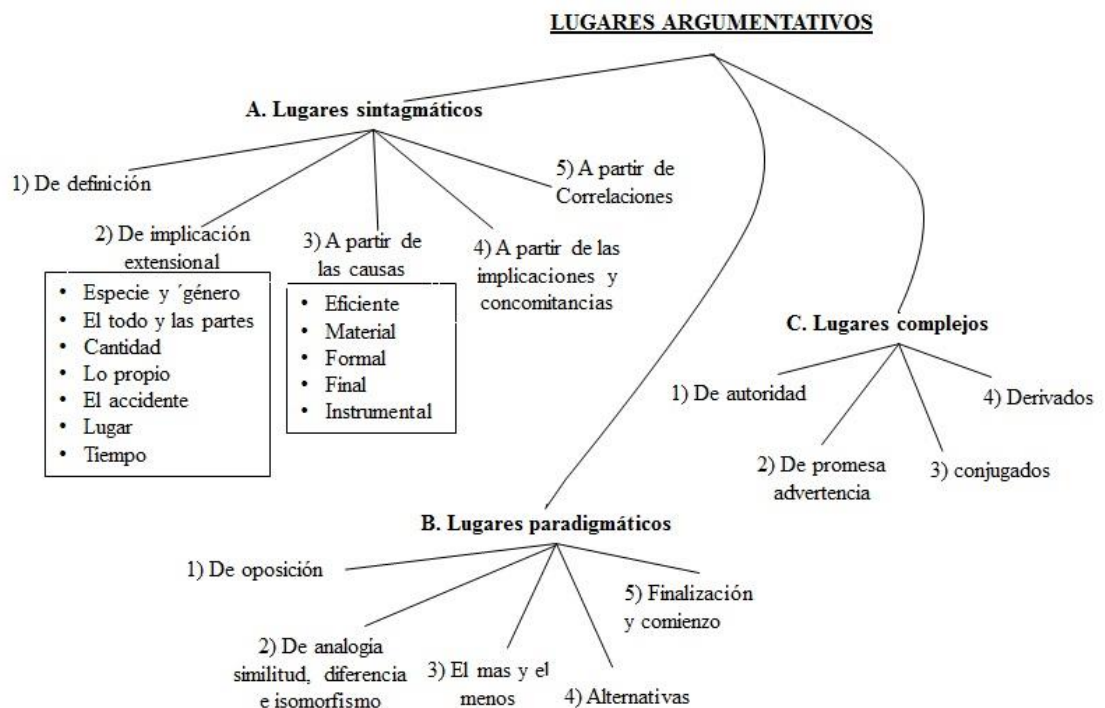 LUGARES ARGUMENTATIVOS
A. Lugares sintagmáticos
1) De definición
2) De implicación
extensional
• Especie y ´género
• El todo y las partes
• Cantidad
• Lo propio
• El accidente
• Lugar
• Tiempo
3) A partir de
las causas
• Eficiente
• Material
• Formal
• Final
• Instrumental
4) A partir de las
implicaciones y
concomitancias
5) A partir de
Correlaciones
B. Lugares paradigmáticos
1) De oposición
2) De analogía
similitud, diferencia
e isomorfismo
3) El mas y el
menos
4) Alternativas
5) Finalización
y comienzo
C. Lugares complejos
1) De autoridad
2) De promesa
advertencia
3) conjugados
4) Derivados